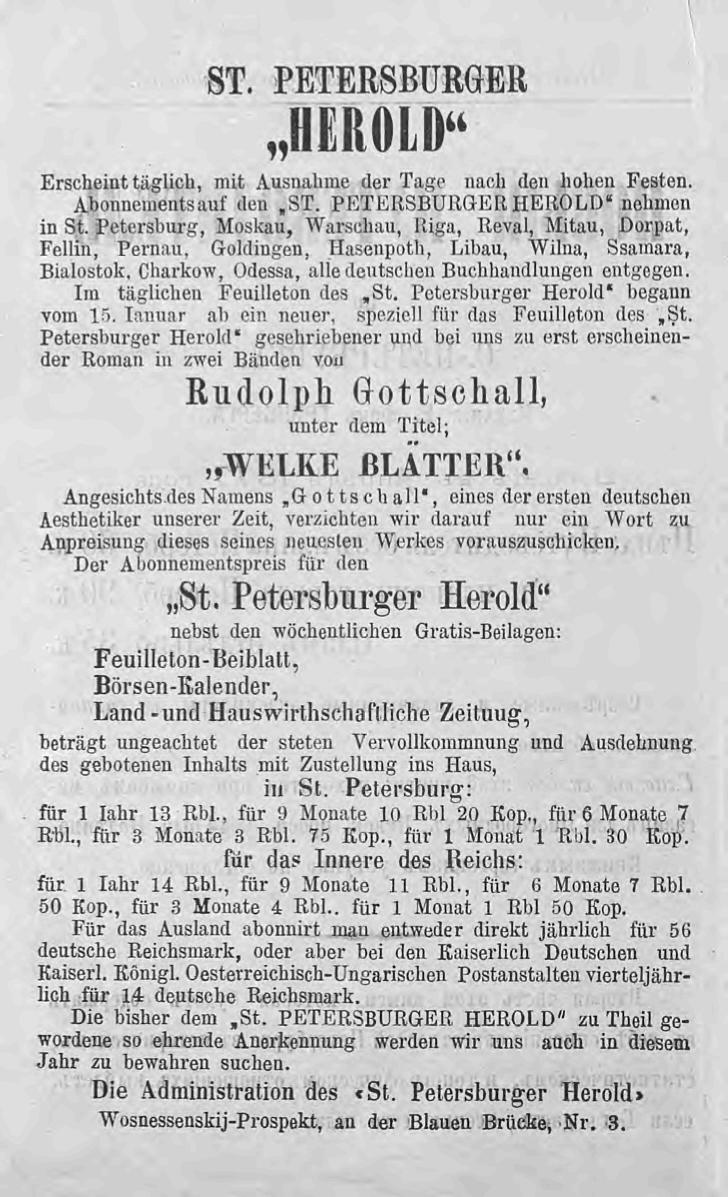 ST. PETERSBURGER
„HEROLD“
Erscheint täglich, mit Ausnahme der Tage nach den hohen Festen.
Abonnements auf den „ST. PETERSBURGER HEROLD“ nehmen
in St. Petersburg, Moskau, Warschau, Riga, Reval, Mitau, Dorpat,
Fellin, Pernau, Goldingen, Hasenpoth, Libau, Wilna, Ssamara,
Bialostok, Charkow, Odessa, alle deutschen Buchhandlungen entgegen.
Im täglichen Feuilleton des „St. Petersburger Herold“ begann
vom 15. Ianuar ab ein neuer, speziell für das Feuilleton des „St.
Petersburger Herold“ geschriebener und bei uns zu erst erscheinen-
der Roman in zwei Bänden von
Rudolph Gottschall,
unter dem Titel;
„WELKE BLÄTTER“.
Angesichts des Namens „Gottschall“, eines der ersten deutschen
Aesthetiker unserer Zeit, verzichten wir darauf nur ein Wort zu
Anpreisung dieses seines neuesten Werkes vorauszuschicken.
Der Abonnementspreis für den
„St. Petersburger Herold“
nebst den wöchentlichen Gratis-Beilagen:
Feuilleton-Beiblatt,
Börsen-Kalender,
Land-und Hauswirthschaftliche Zeituug,
beträgt ungeachtet der steten Vervollkommnung und Ausdehnung
des gebotenen Inhalts mit Zustellung ins Haus,
in St. Petersburg:
für 1 Iahr 13 Rbl., für 9 Monate 10 Rbl 20 Kop., für 6 Monate 7
Rbl., für 3 Monate 3 Rbl. 75 Kop., für 1 Monat 1 Rbl. 30 Kop.
für das Innere des Reichs:
für 1 Iahr 14 Rbl., für 9 Monate 11 Rbl., für 6 Monate 7 Rbl.
50 Kop., für 3 Monate 4 Rbl.. für 1 Monat 1 Rbl 50 Kop.
Für das Ausland abonnirt man entweder direkt jährlich für 56
deutsche Reichsmark, oder aber bei den Kaiserlich Deutschen und
Kaiserl. Königl. Oesterreichisch-Ungarischen Postanstalten vierteljähr-
lich für 14 deutsche Reichsmark.
Die bisher dem „St. PETERSBURGER HEROLD" zu Theil ge-
wordene so ehrende Anerkennung werden wir uns auch in diesem
Jahr zu bewahren suchen.
Die Administration des «St. Petersburger Herold»
Wosnessenskij-Prospekt, an der Blauen Brücke, Nr. 3.